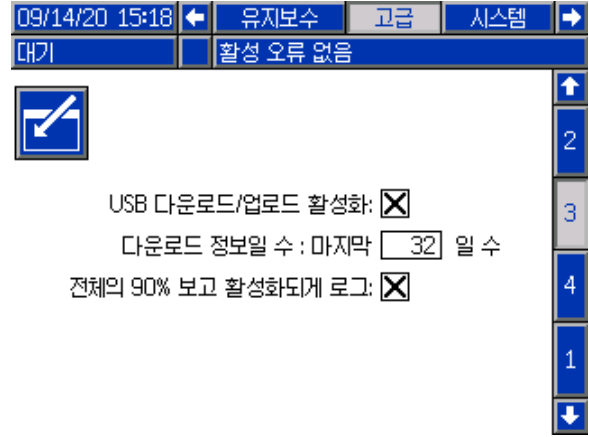 09/14/20 15:18 유지보수 고급 시스템
대기 활성 오류 없음
2
USB 다운로드/업로드 활성화:
3
다운로드 정보일 수 : 마지막 32 일 수
전체의 90% 보고 활성화되게 로그:
4
1